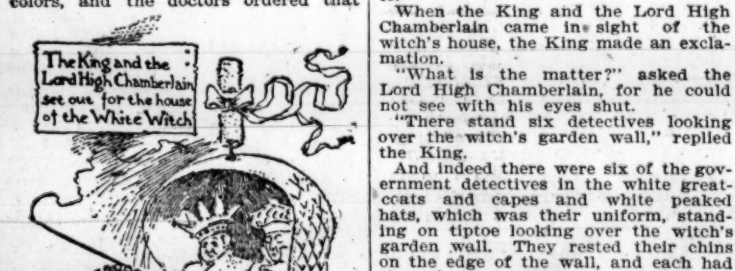 colors, and the doctors ordered that
The King and the
Lord High Chamberlain
set out for the house
of the White Witch
When the King and the Lord High
Chamberlain came in sight of the
witch's house, the King made an excla-
mation.
"What is the matter?" asked the
Lord High Chamberlain, for he could
not see with his eyes shut.
"There stand six detectives looking
over the witch's garden wall," replied
the King.
And indeed there were six of the gov-
ernment detectives in the white great-
coats and capes and white peaked
hats, which was their uniform, stand-
ing on tiptoe looking over the witch's
garden wall. They rested their chins
on the edge of the wall, and each had